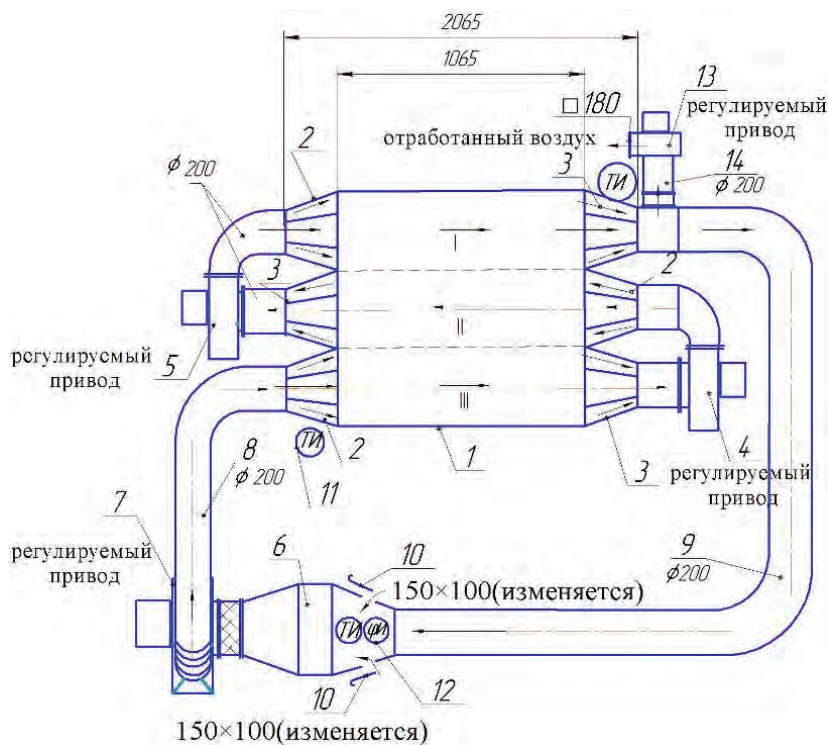 2065
1065
13
□ 180
регулируемый
привод
отработанный воздух
2
3
ТИ
14
ϕ 200
ϕ 200
I
3
2
II
регулируемый
привод
5
III
8
ϕ 200
ТИ
2
1
3
4
регулируемый
привод
11
7
регулируемый
привод
6
10
150×100(изменяется)
9
ϕ200
ТИ
φИ
10
12
150×100(изменяется)